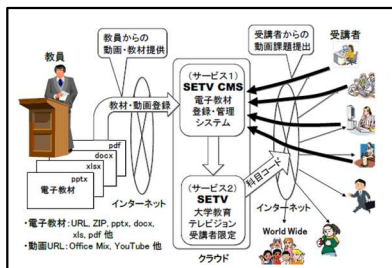 教員からの
動画・教材提供
受講者からの
動画課題提出
教員
受講者
(サービス1)
SETV CMS
電子教材
登録・管理
システム
教材・動画登録
pdf
docx
xlsx
pptx
電子教材
インターネット
科目コード
(サービス2)
SETV
大学教育
テレビジョン
受講者限定
インターネット
クラウド
World Wide
・電子教材:URL, ZIP, pptx, docx,
xls, pdf 他
・動画URL:Office Mix, YouTube 他